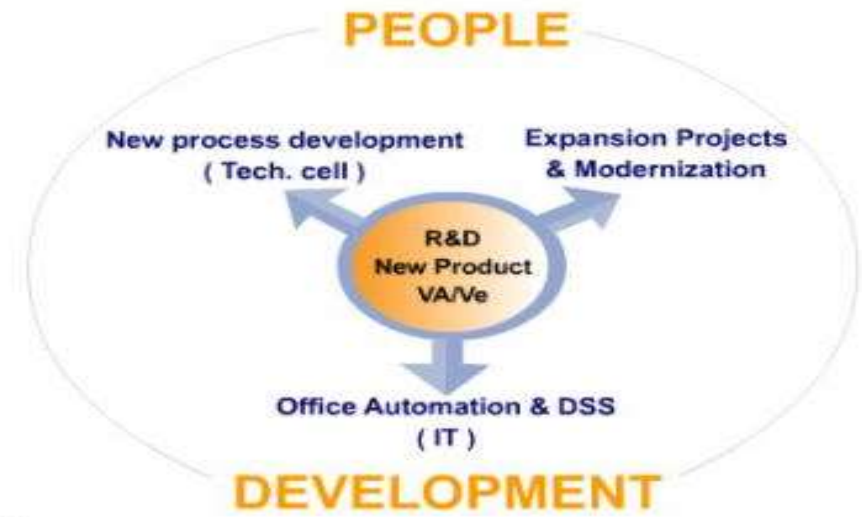 PEOPLE
New process development
( Tech. cell )
Expansion Projects
& Modernization
R&D
New Product
VA/Ve
Office Automation & DSS
( IT )
DEVELOPMENT